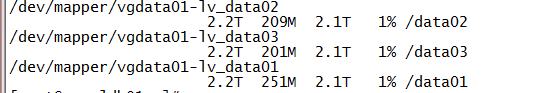 /dev/mapper/vgdata01-lv_data02
2.2T 209M 2.1T 1% /data02
/dev/mapper/vgdata01-lv_data03
2.2T 201M 2.1T 1% /data03
/dev/mapper/vgdata01-lv_data01
2.2T 251M 2.1T 1% /data01